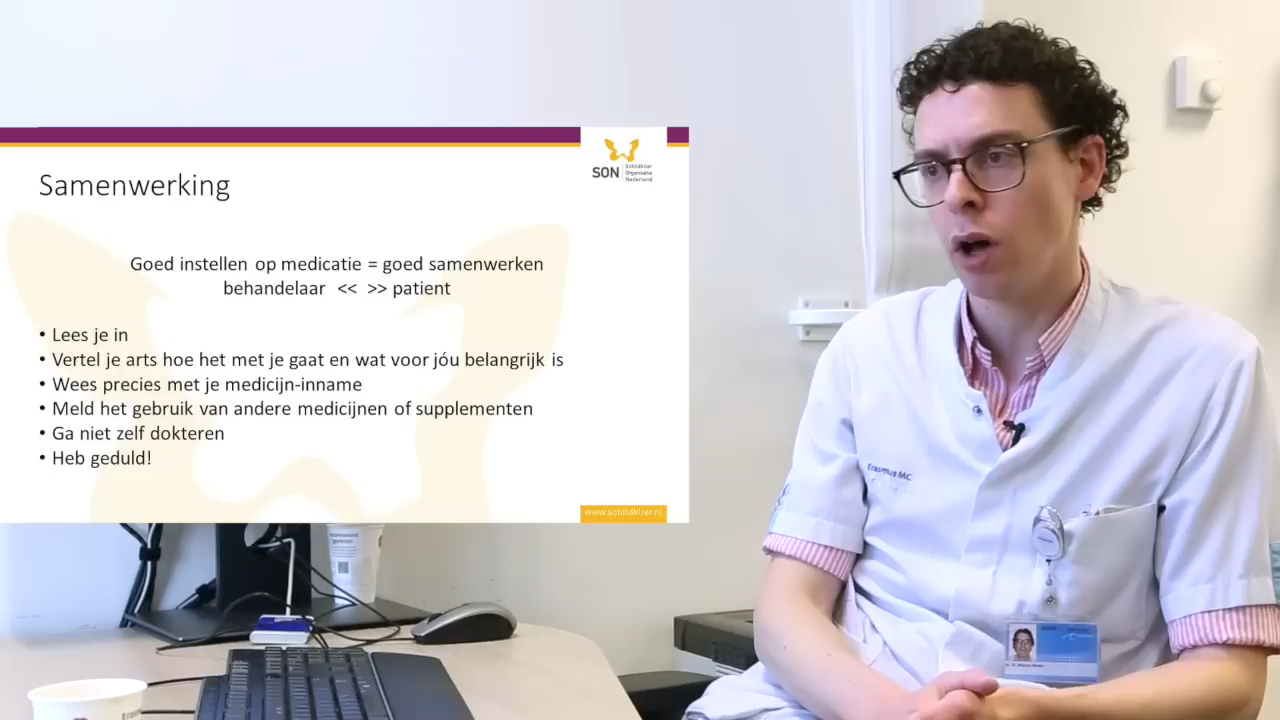 SON
Schildklier
Organisatie
Nederland
Samenwerking
Goed instellen op medicatie = goed samenwerken
behandelaar << >> patient
• Lees je in
• Vertel je arts hoe het met je gaat en wat voor jóu belangrijk is
• Wees precies met je medicijn-inname
• Meld het gebruik van andere medicijnen of supplementen
• Ga niet zelf dokteren
• Heb geduld!
www.schildklier.nl
Erasmus MC